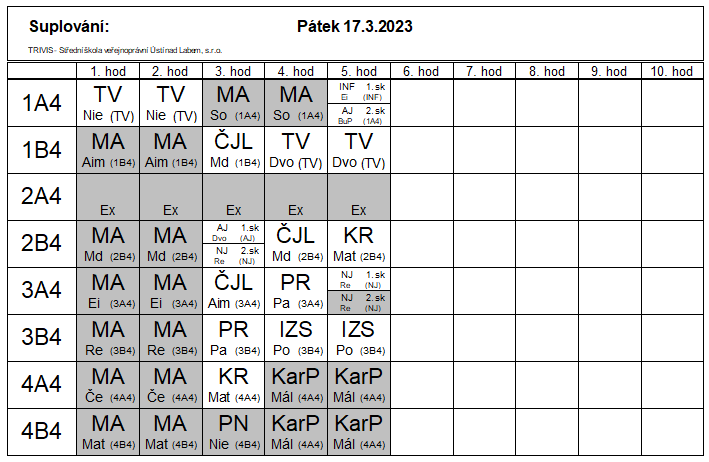 Suplování: Pátek 17.3.2023
TRIVIS - Střední škola veřejnoprávní Ústí nad Labem, s.r.o.
1. hod 2. hod 3. hod 4. hod 5. hod 6. hod 7. hod 8. hod 9. hod 10. hod
1A4 TV TV MA MA INF 1.sk
Nie (TV) Nie (TV) So (1A4) So (1A4) Ei (INF)
AJ 2.sk
BuP (1A4)
1B4 MA MA ČJL TV TV
Aim (1B4) Aim (1B4) Md (1B4) Dvo (TV) Dvo (TV)
2A4 Ex Ex Ex Ex Ex
2B4 MA MA AJ 1.sk ČJL KR
Md (2B4) Md (2B4) Dvo (AJ) Md (2B4) Mat (2B4)
NJ 2.sk
Re (NJ)
3A4 MA MA ČJL PR NJ 1.sk
Ei (3A4) Ei (3A4) Aim (3A4) Pa (3A4) Re (NJ)
NJ 2.sk
Re (NJ)
3B4 MA MA PR IZS IZS
Re (3B4) Re (3B4) Pa (3B4) Po (3B4) Po (3B4)
4A4 MA MA KR KarP KarP
Če (4A4) Če (4A4) Mat (4A4) Mál (4A4) Mál (4A4)
4B4 MA MA PN KarP KarP
Mat (4B4) Mat (4B4) Nie (4B4) Mál (4A4) Mál (4A4)